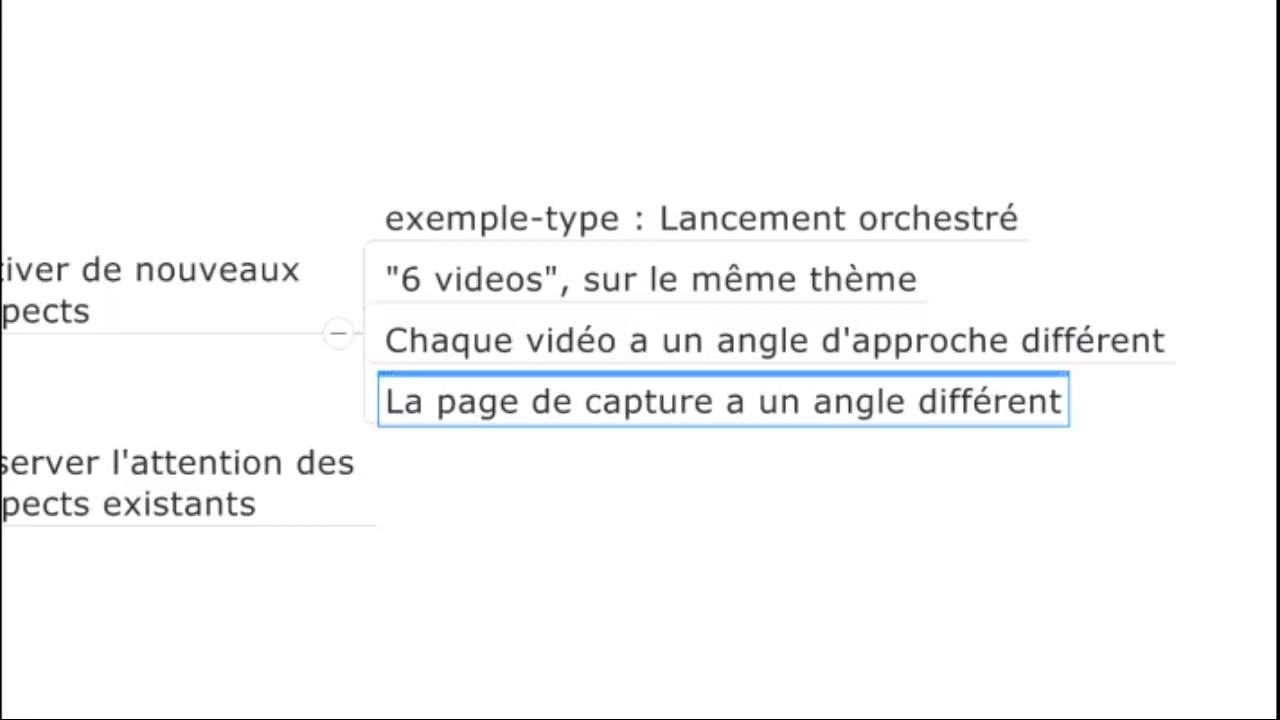 exemple-type : Lancement orchestré
"6 videos", sur le même thème
tiver de nouveaux
pects
Chaque vidéo a un angle d'approche différent
La page de capture a un angle différent
server l'attention des
pects existants